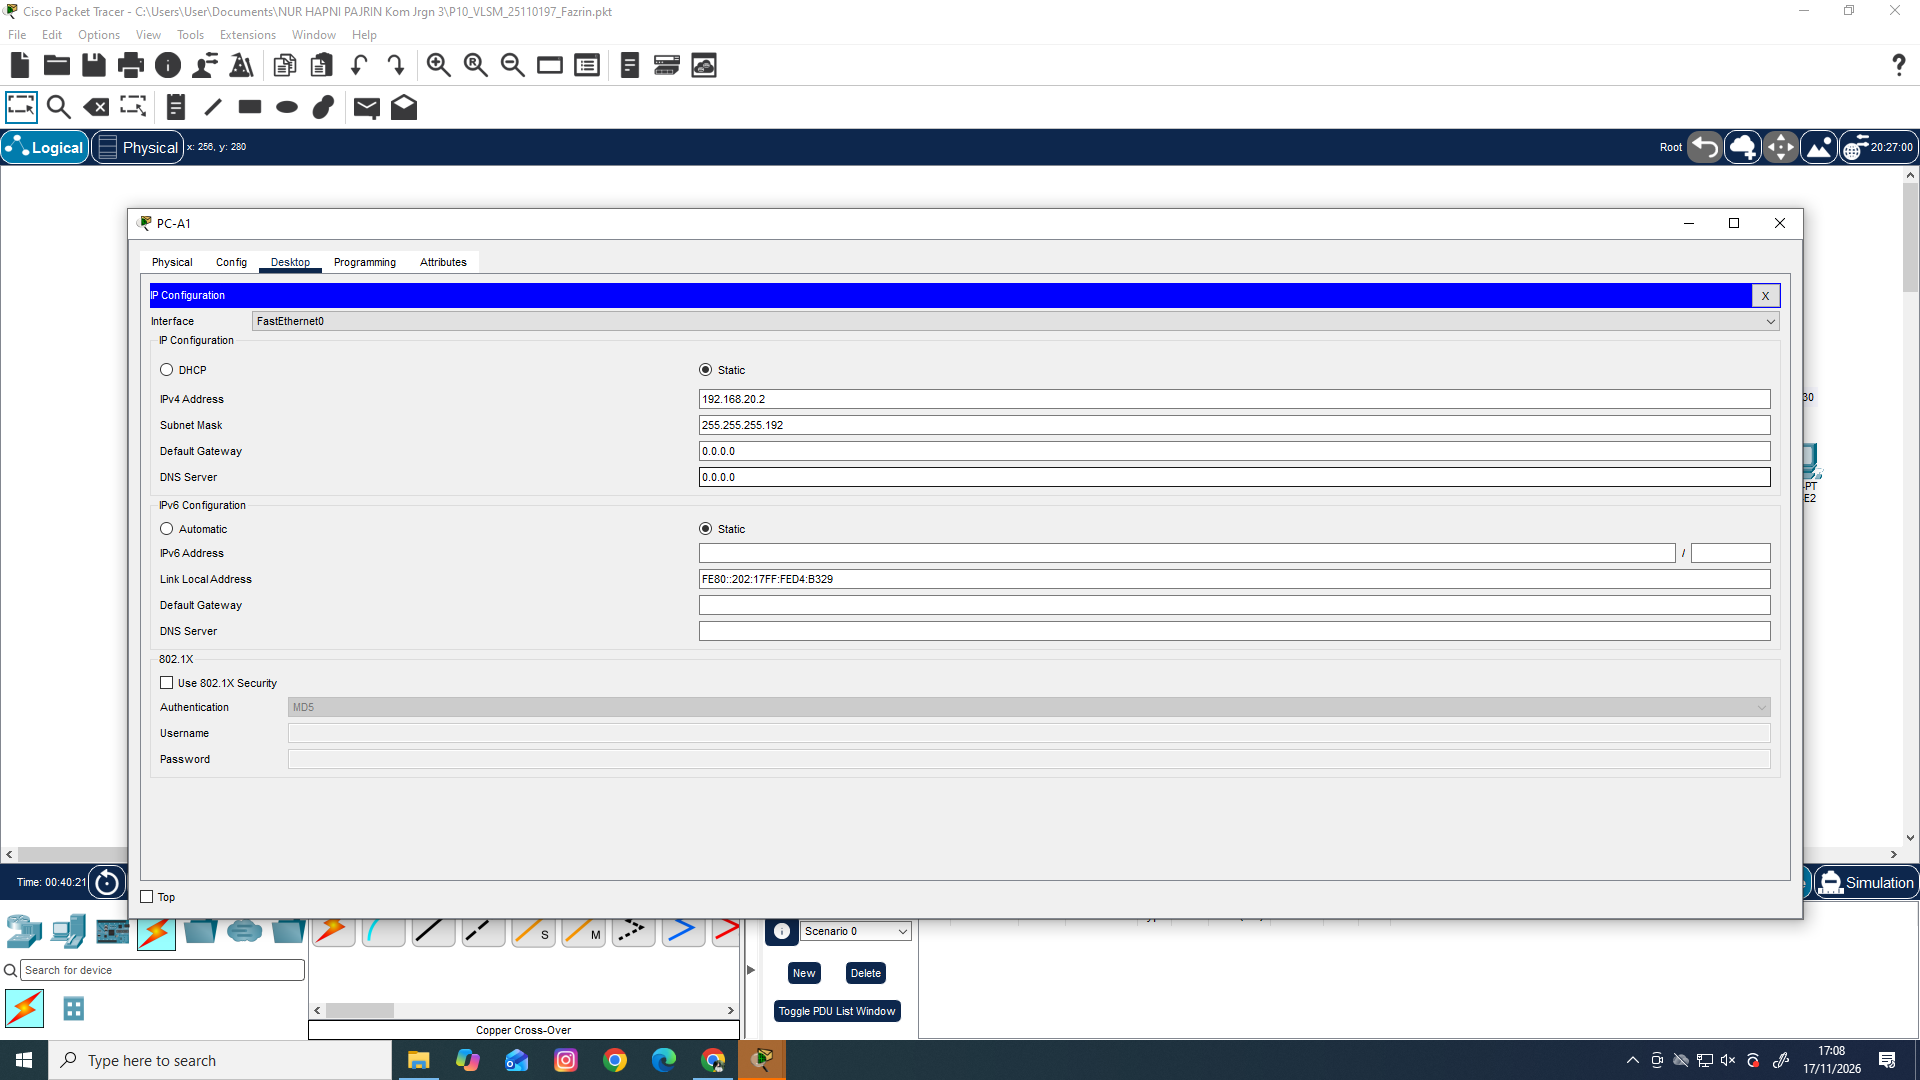 Cisco Packet Tracer - C:\Users\User\Documents\NUR HAPNI PAJRIN Kom Jrgn 3\P10_VLSM_25110197_Fazrin.pkt
File Edit Options View Tools Extensions Window Help
Logical Physical x: 256, y: 280 Root 20:27:00
PC-A1
Physical Config Desktop Programming Attributes
IP Configuration X
Interface FastEthernet0
IP Configuration
DHCP Static
IPv4 Address 192.168.20.2
Subnet Mask 255.255.255.192
Default Gateway 0.0.0.0
DNS Server 0.0.0.0
IPv6 Configuration
Automatic Static
IPv6 Address /
Link Local Address FE80::202:17FF:FED4:B329
Default Gateway
DNS Server
802.1X
Use 802.1X Security
Authentication MD5
Username
Password
Top
30
-PT
E2
Time: 00:40:21 Simulation
S M
Scenario 0
Search for device
New Delete
Toggle PDU List Window
Copper Cross-Over
Type here to search
17:08
17/11/2026